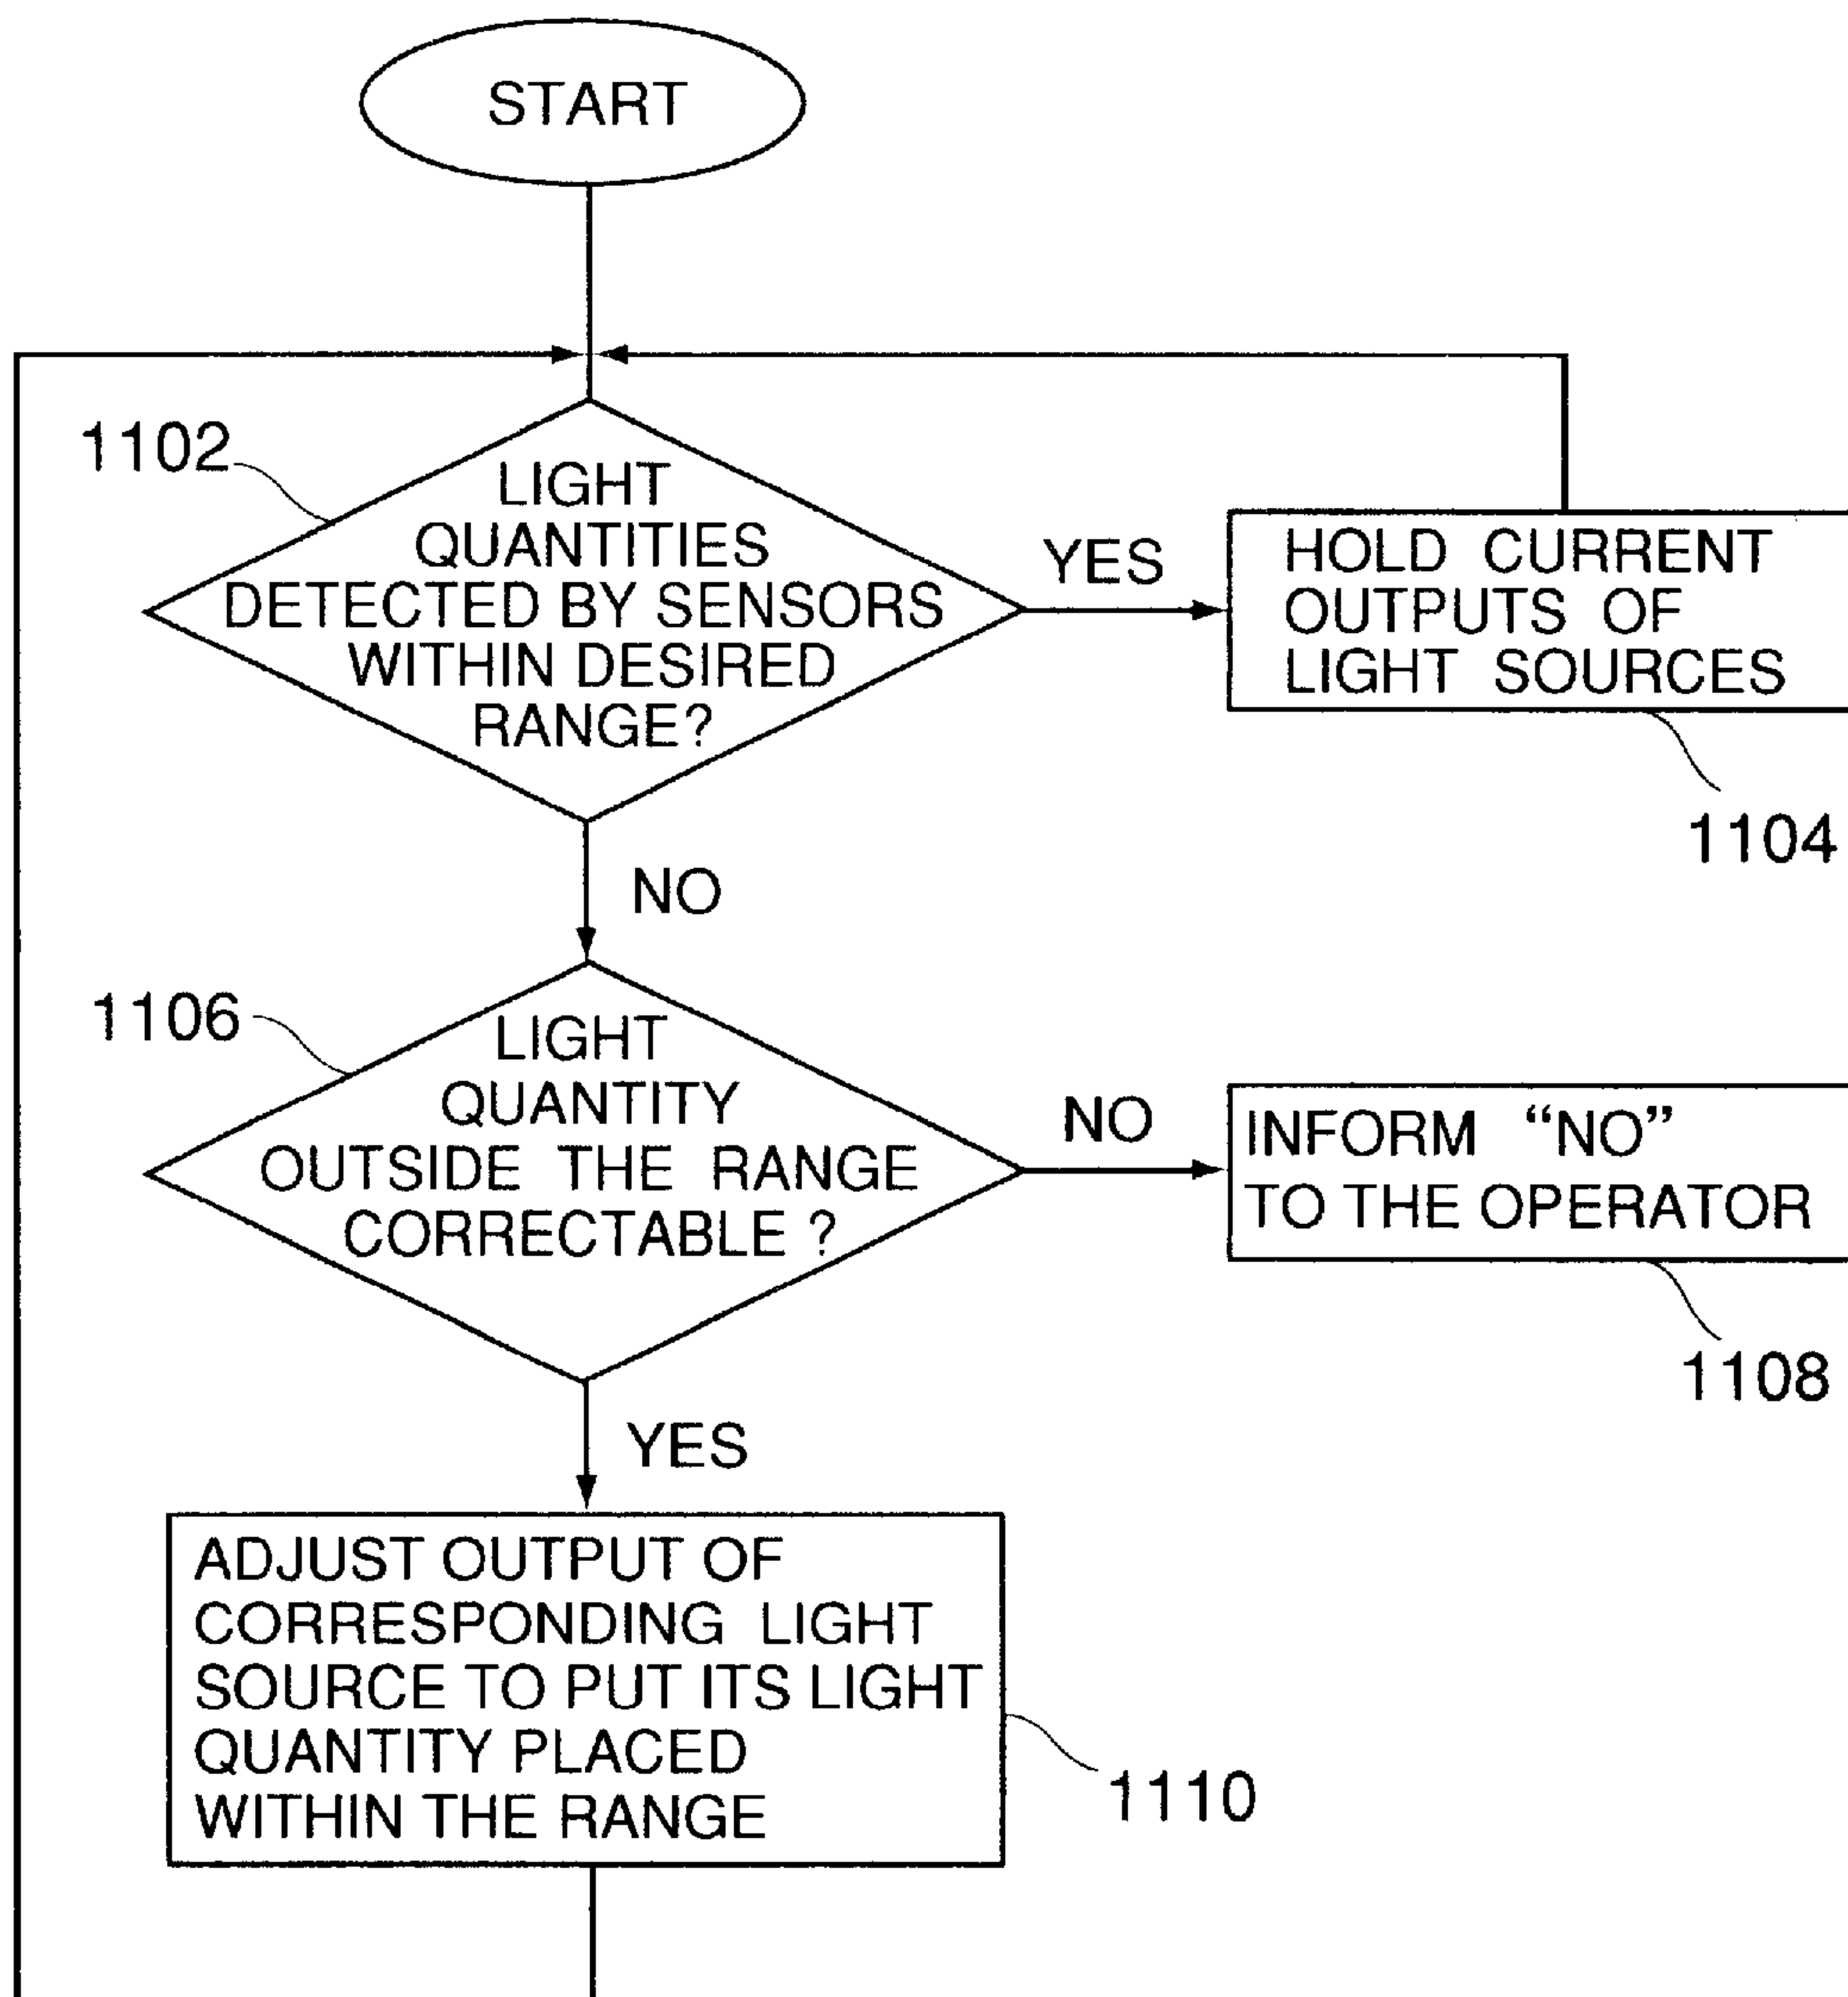 START
1102
LIGHT
QUANTITIES
DETECTED BY SENSORS
WITHIN DESIRED
RANGE?
YES
HOLD CURRENT
OUTPUTS OF
LIGHT SOURCES
1104
NO
1106
LIGHT
QUANTITY
OUTSIDE THE RANGE
CORRECTABLE ?
NO
INFORM “NO”
TO THE OPERATOR
1108
YES
ADJUST OUTPUT OF
CORRESPONDING LIGHT
SOURCE TO PUT ITS LIGHT
QUANTITY PLACED
WITHIN THE RANGE
1110